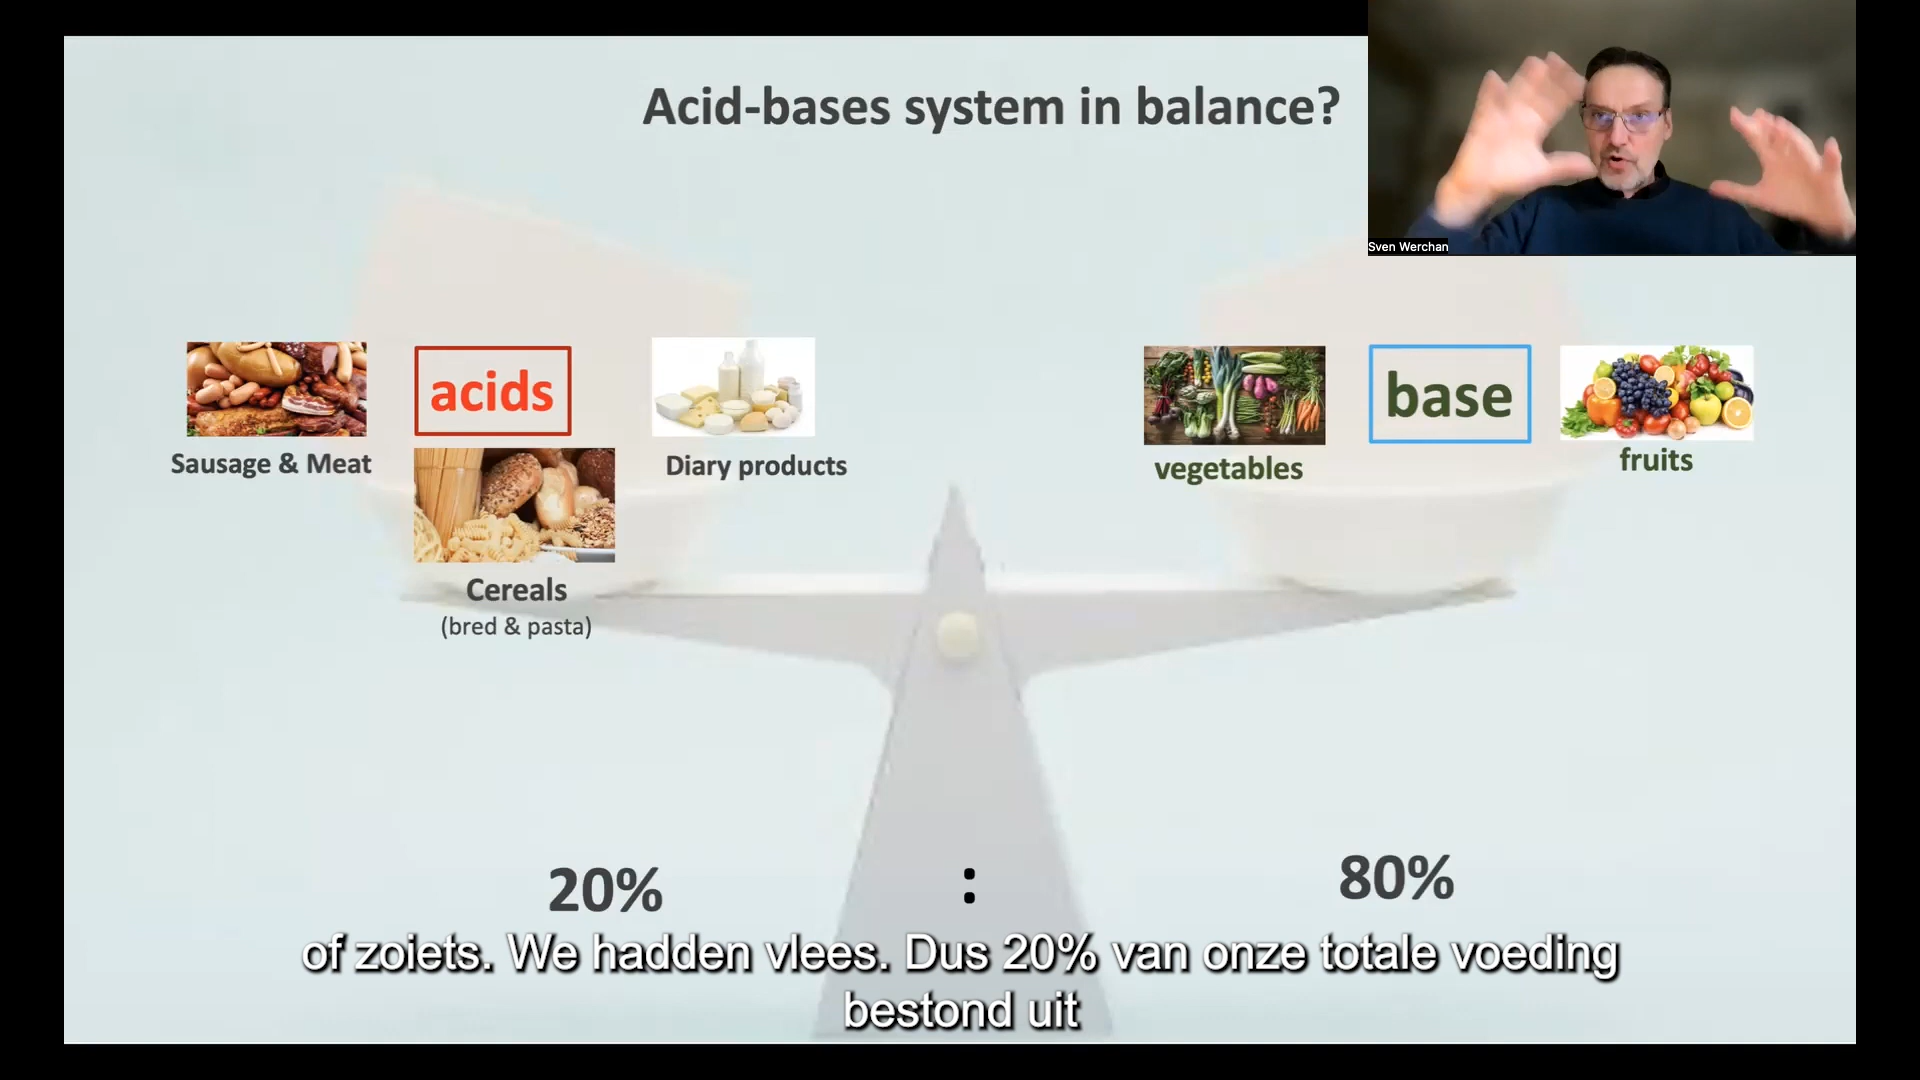 Acid-bases system in balance?
Sven Werchan
acids
base
Sausage & Meat
Diary products
vegetables
fruits
Cereals
(bred & pasta)
20%
:
80%
of zoiets. We hadden vlees. Dus 20% van onze totale voeding
bestond uit